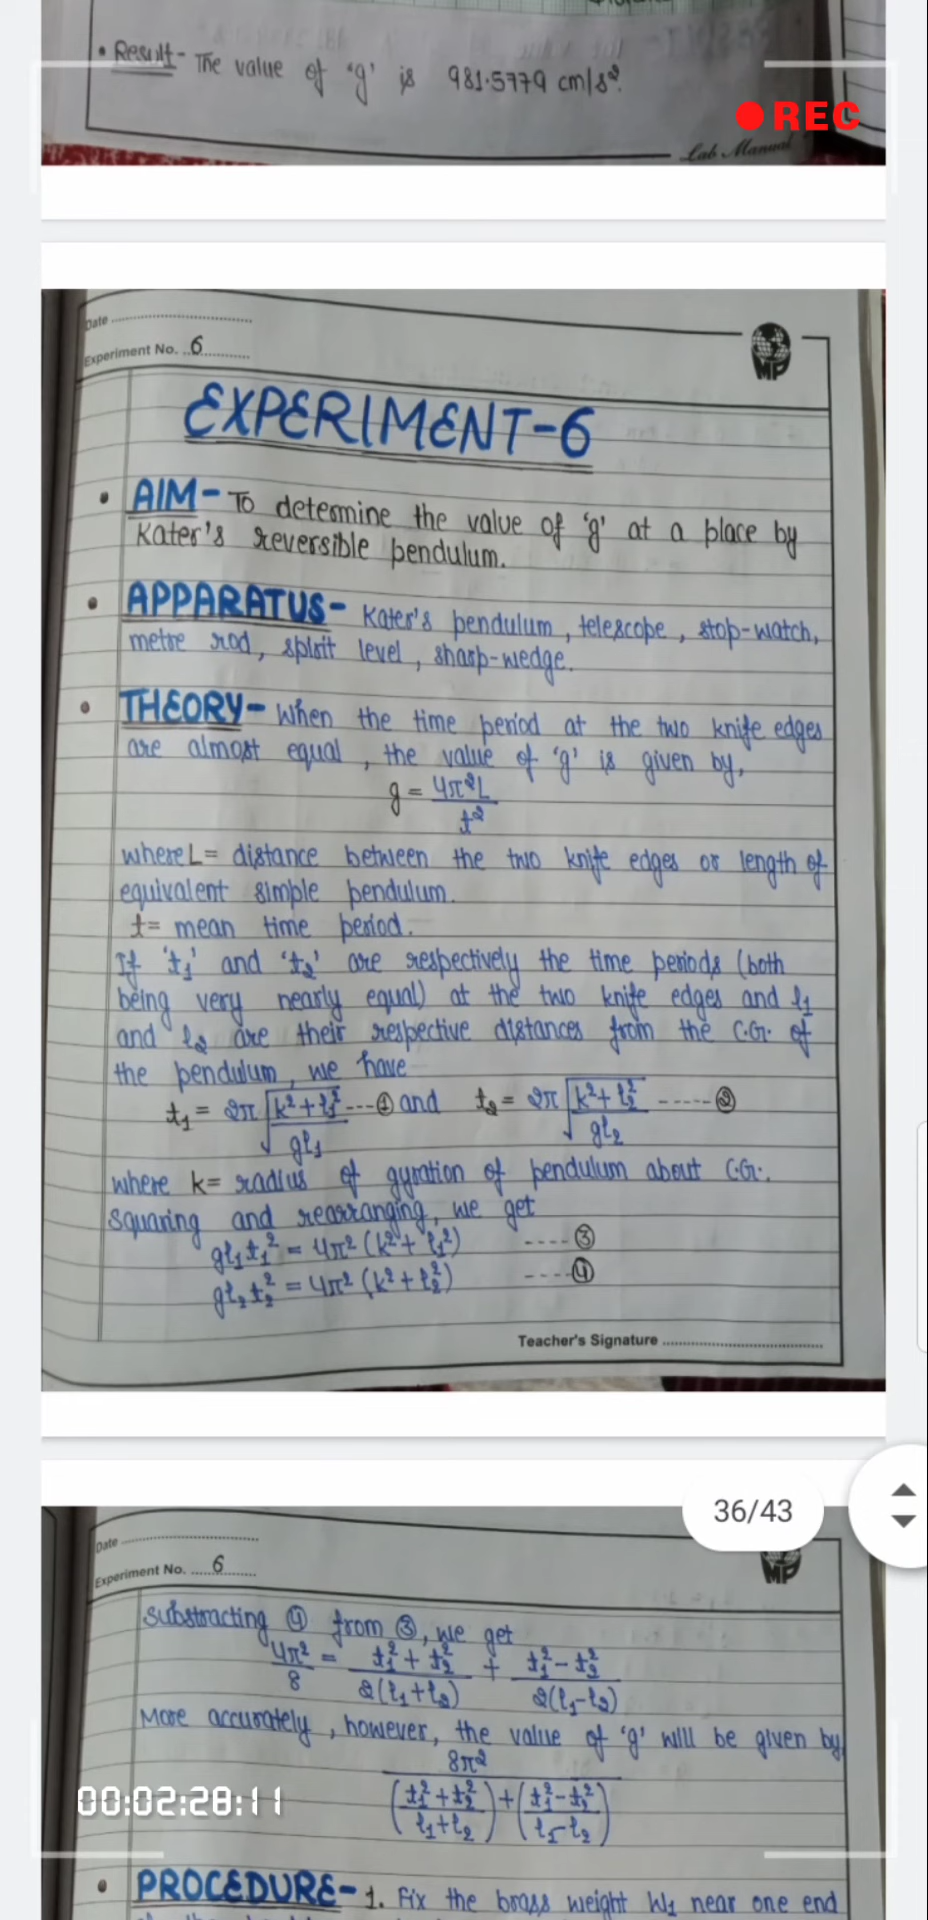 • Result - The value of 'g' is 981.5779 cm/s².
REC
Lab Manual
Date
Experiment No. 6
MP
EXPERIMENT-6
• AIM - To determine the value of 'g' at a place by
Kater's reversible pendulum.
• APPARATUS - Kater's pendulum, telescope, stop-watch,
metre rod, spirit level, sharp-wedge.
• THEORY - When the time period at the two knife edges
are almost equal, the value of 'g' is given by,
g = 4π²L / t²
where L = distance between the two knife edges or length of
equivalent simple pendulum.
t = mean time period.
If 't₁' and 't₂' are respectively the time periods (both
being very nearly equal) at the two knife edges and l₁
and l₂ are their respective distances from the C.G. of
the pendulum, we have
t₁ = 2π √(k² + l₁² / gl₁) --- ① and t₂ = 2π √(k² + l₂² / gl₂) ----- ②
where k = radius of gyration of pendulum about C.G.
Squaring and rearranging, we get
gl₁t₁² = 4π² (k² + l₁²) ---- ③
gl₂t₂² = 4π² (k² + l₂²) ---- ④
Teacher's Signature
36/43
Date
Experiment No. 6
MP
Substracting ④ from ③, we get
4π²/8 = t₁² + t₂² / 2(l₁+l₂) + t₁² - t₂² / 2(l₁-l₂)
More accurately, however, the value of 'g' will be given by
8π² / (t₁² + t₂² / l₁+l₂) + (t₁² - t₂² / l₁-l₂)
00:02:28:11
• PROCEDURE - 1. Fix the brass weight W₁ near one end